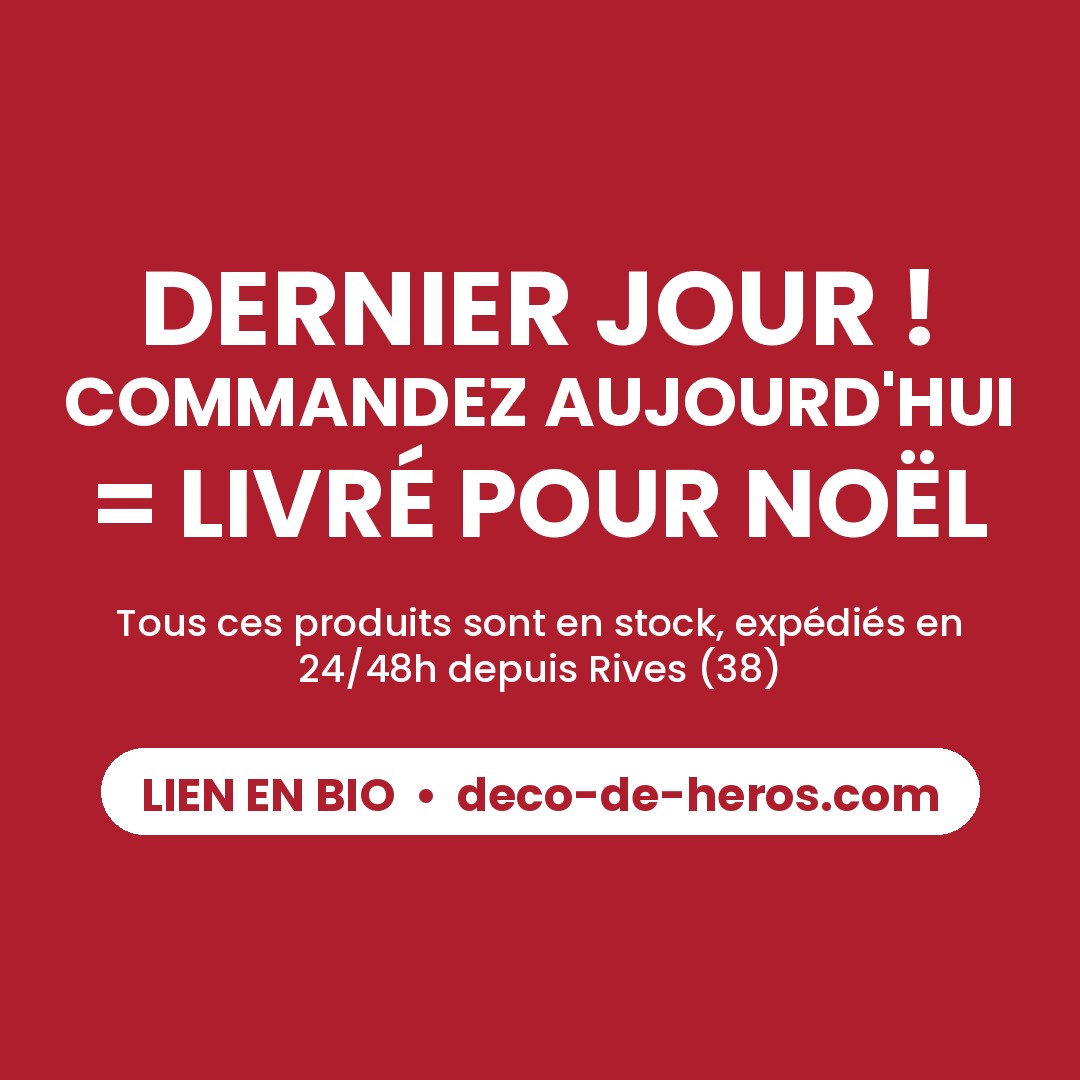 DERNIER JOUR !
COMMANDEZ AUJOURD'HUI
= LIVRÉ POUR NOËL
Tous ces produits sont en stock, expédiés en
24/48h depuis Rives (38)
LIEN EN BIO • deco-de-heros.com